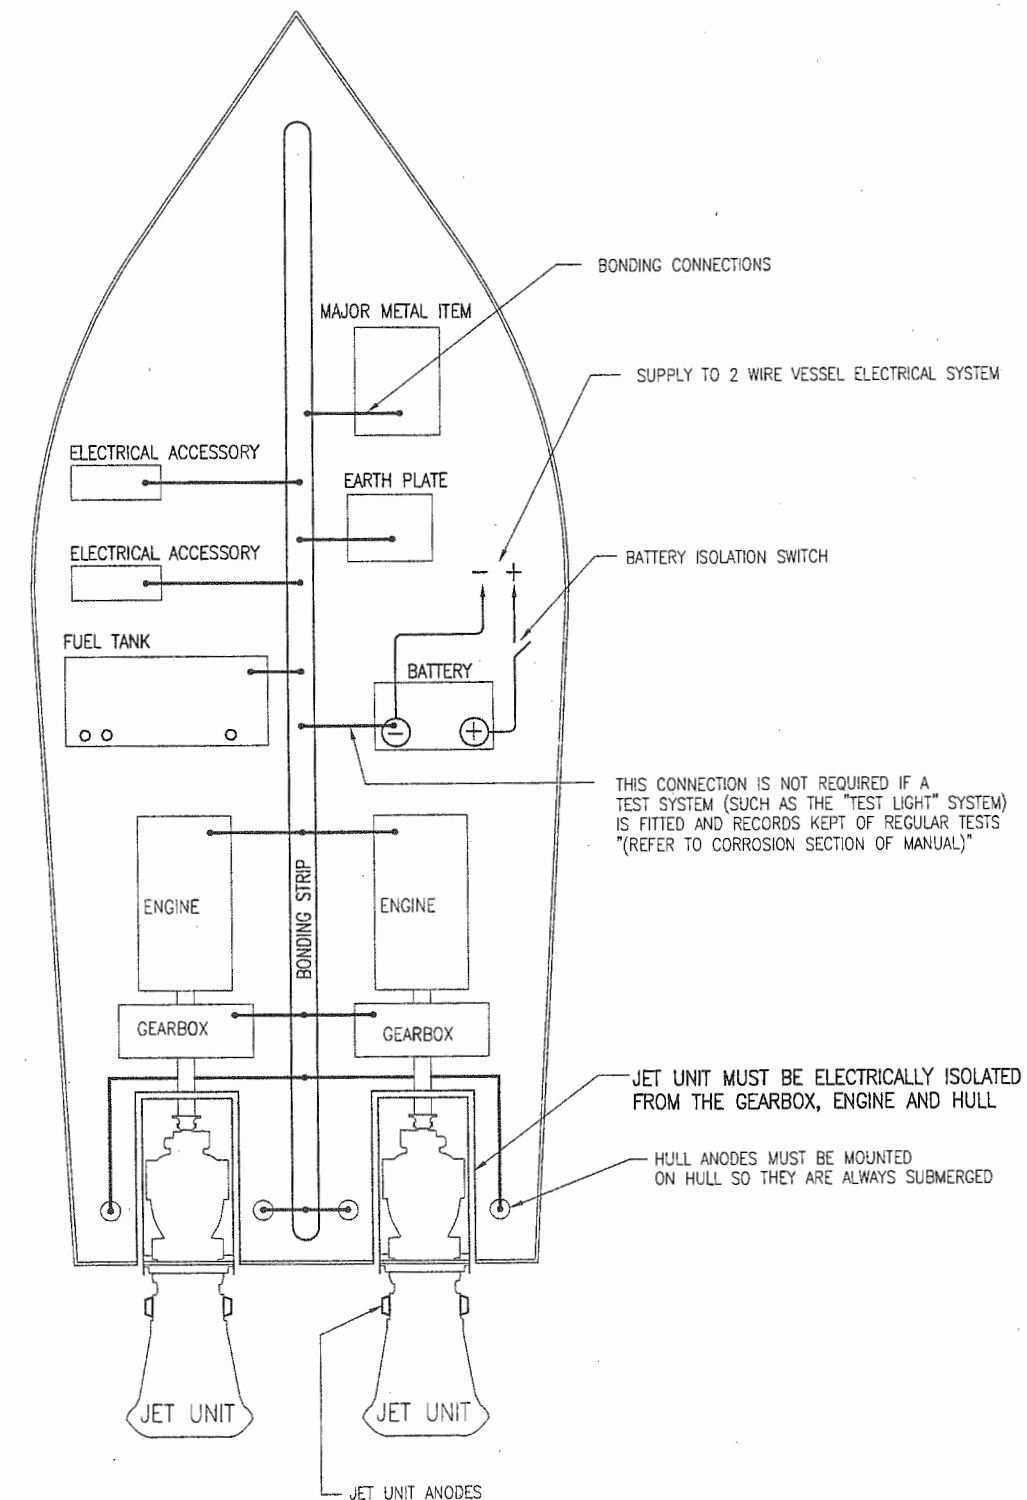 BONDING CONNECTIONS
MAJOR METAL ITEM
SUPPLY TO 2 WIRE VESSEL ELECTRICAL SYSTEM
ELECTRICAL ACCESSORY
EARTH PLATE
ELECTRICAL ACCESSORY
BATTERY ISOLATION SWITCH
- +
FUEL TANK
BATTERY
- +
THIS CONNECTION IS NOT REQUIRED IF A
TEST SYSTEM (SUCH AS THE "TEST LIGHT" SYSTEM)
IS FITTED AND RECORDS KEPT OF REGULAR TESTS
"(REFER TO CORROSION SECTION OF MANUAL)"
ENGINE
BONDING STRIP
ENGINE
GEARBOX
GEARBOX
JET UNIT MUST BE ELECTRICALLY ISOLATED
FROM THE GEARBOX, ENGINE AND HULL
HULL ANODES MUST BE MOUNTED
ON HULL SO THEY ARE ALWAYS SUBMERGED
JET UNIT
JET UNIT
JET UNIT ANODES